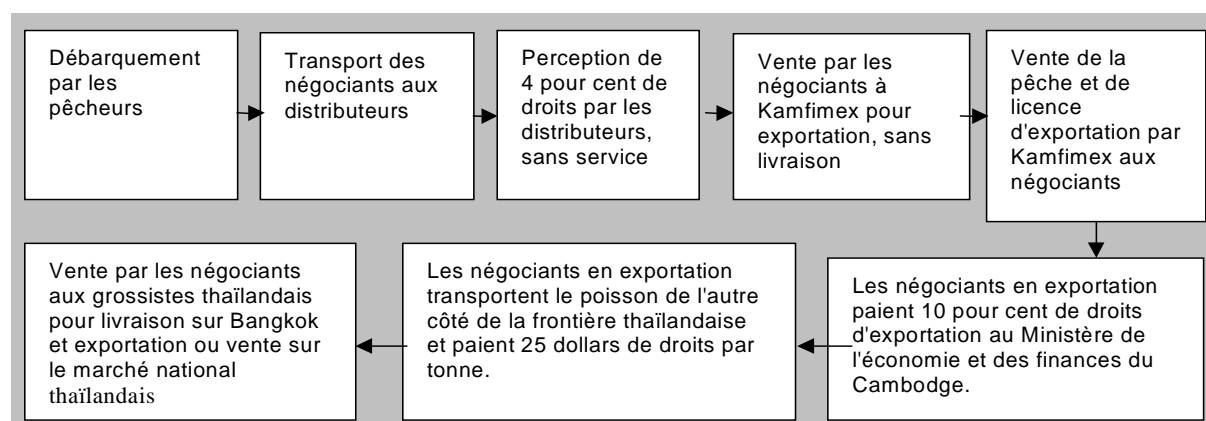 Débarquement
par les
pêcheurs
Transport des
négociants aux
distributeurs
Perception de
4 pour cent de
droits par les
distributeurs,
sans service
Vente par les
négociants à
Kamfimex pour
exportation, sans
livraison
Vente de la
pêche et de
licence
d'exportation par
Kamfimex aux
négociants
Les négociants en exportation
paient 10 pour cent de droits
d'exportation au Ministère de
l'économie et des finances du
Cambodge.
Les négociants en exportation
transportent le poisson de l'autre
côté de la frontière thaïlandaise
et paient 25 dollars de droits par
tonne.
Vente par les négociants
aux grossistes thaïlandais
pour livraison sur Bangkok
et exportation ou vente sur
le marché national
thaïlandais